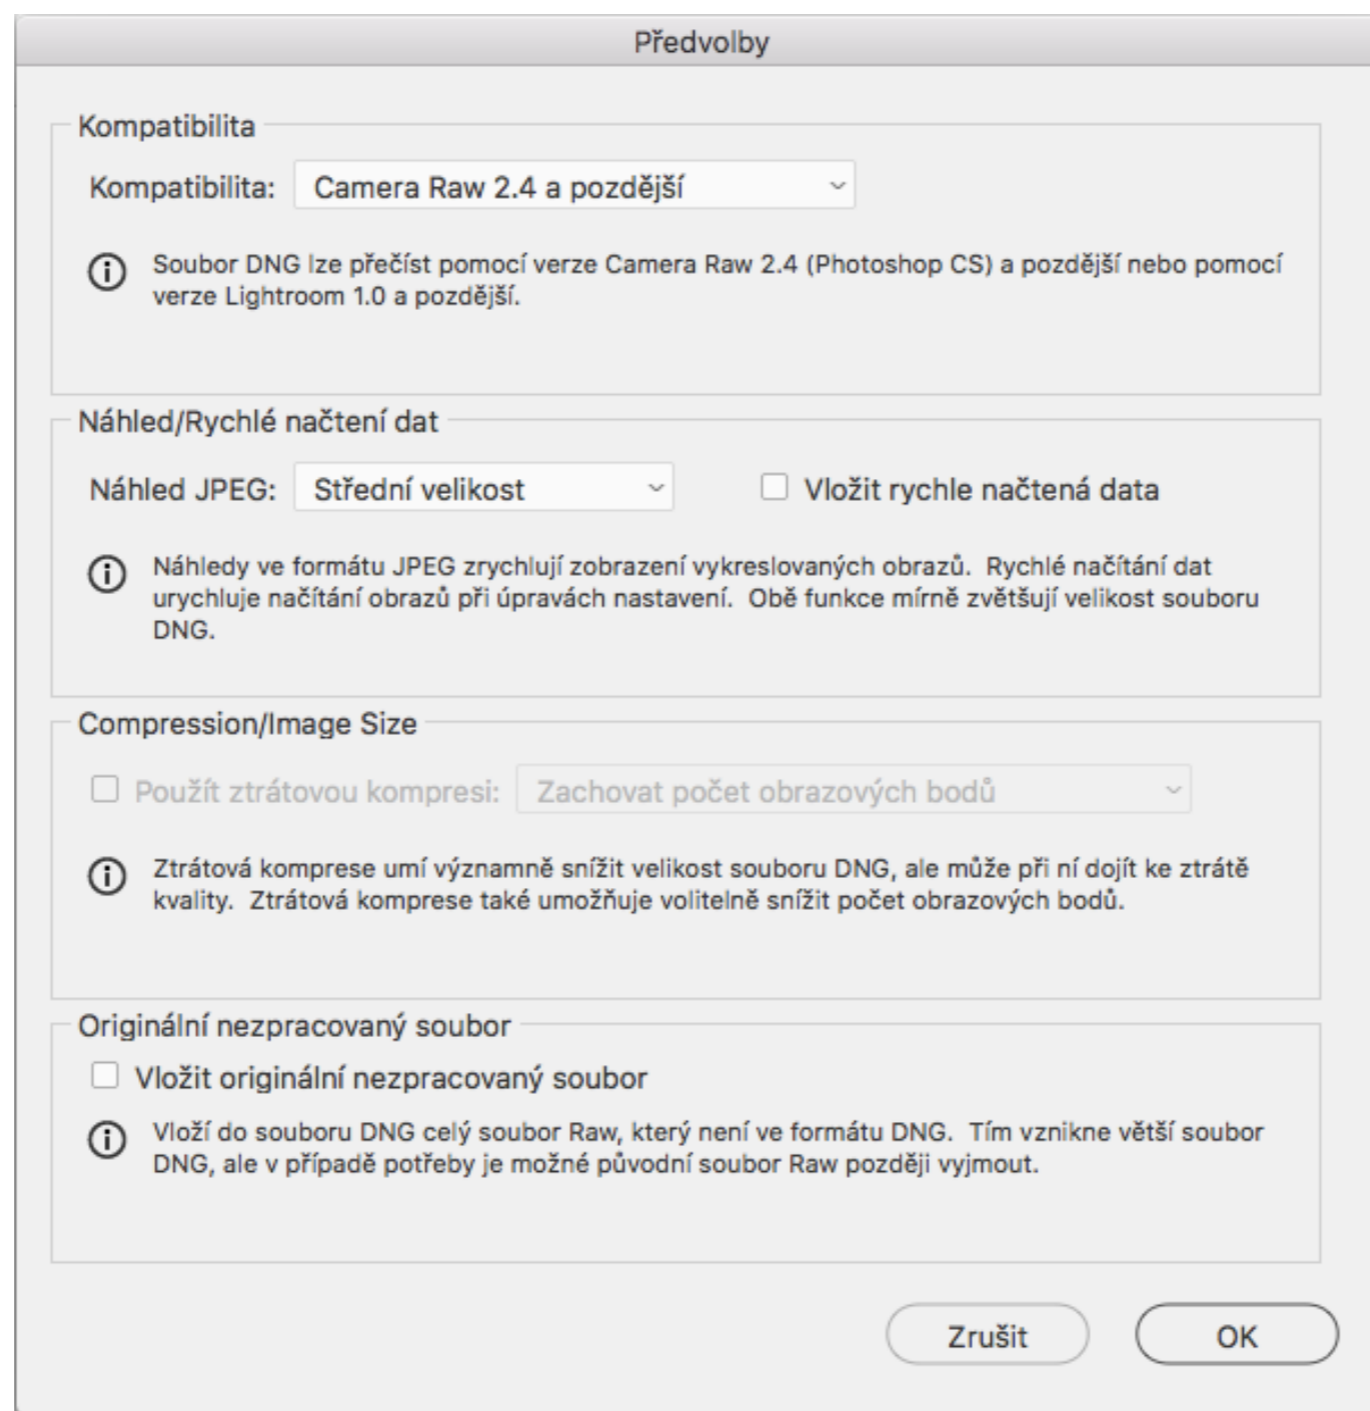 Předvolby
Kompatibilita
Kompatibilita: Camera Raw 2.4 a pozdější
Soubor DNG lze přečíst pomocí verze Camera Raw 2.4 (Photoshop CS) a pozdější nebo pomocí
verze Lightroom 1.0 a pozdější.
Náhled/Rychlé načtení dat
Náhled JPEG: Střední velikost Vložit rychle načtená data
Náhledy ve formátu JPEG zrychlují zobrazení vykreslovaných obrazů. Rychlé načítání dat
urychluje načítání obrazů při úpravách nastavení. Obě funkce mírně zvětšují velikost souboru
DNG.
Compression/Image Size
Použít ztrátovou kompresi: Zachovat počet obrazových bodů
Ztrátová komprese umí významně snížit velikost souboru DNG, ale může při ní dojít ke ztrátě
kvality. Ztrátová komprese také umožňuje volitelně snížit počet obrazových bodů.
Originální nezpracovaný soubor
Vložit originální nezpracovaný soubor
Vloží do souboru DNG celý soubor Raw, který není ve formátu DNG. Tím vznikne větší soubor
DNG, ale v případě potřeby je možné původní soubor Raw později vyjmout.
Zrušit OK